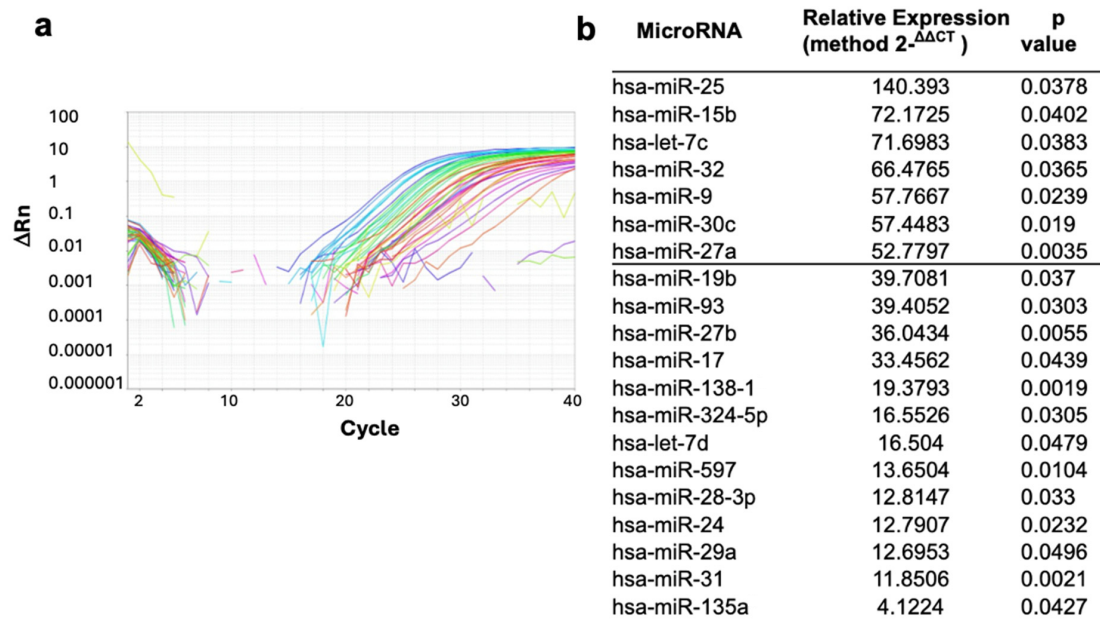 a
100
10
1
0.1
0.01
0.001
0.0001
0.00001
0.000001
ΔRn
2 10 20 30 40
Cycle
b
MicroRNA Relative Expression (method 2-ΔΔCT ) p value
hsa-miR-25 140.393 0.0378
hsa-miR-15b 72.1725 0.0402
hsa-let-7c 71.6983 0.0383
hsa-miR-32 66.4765 0.0365
hsa-miR-9 57.7667 0.0239
hsa-miR-30c 57.4483 0.019
hsa-miR-27a 52.7797 0.0035
hsa-miR-19b 39.7081 0.037
hsa-miR-93 39.4052 0.0303
hsa-miR-27b 36.0434 0.0055
hsa-miR-17 33.4562 0.0439
hsa-miR-138-1 19.3793 0.0019
hsa-miR-324-5p 16.5526 0.0305
hsa-let-7d 16.504 0.0479
hsa-miR-597 13.6504 0.0104
hsa-miR-28-3p 12.8147 0.033
hsa-miR-24 12.7907 0.0232
hsa-miR-29a 12.6953 0.0496
hsa-miR-31 11.8506 0.0021
hsa-miR-135a 4.1224 0.0427